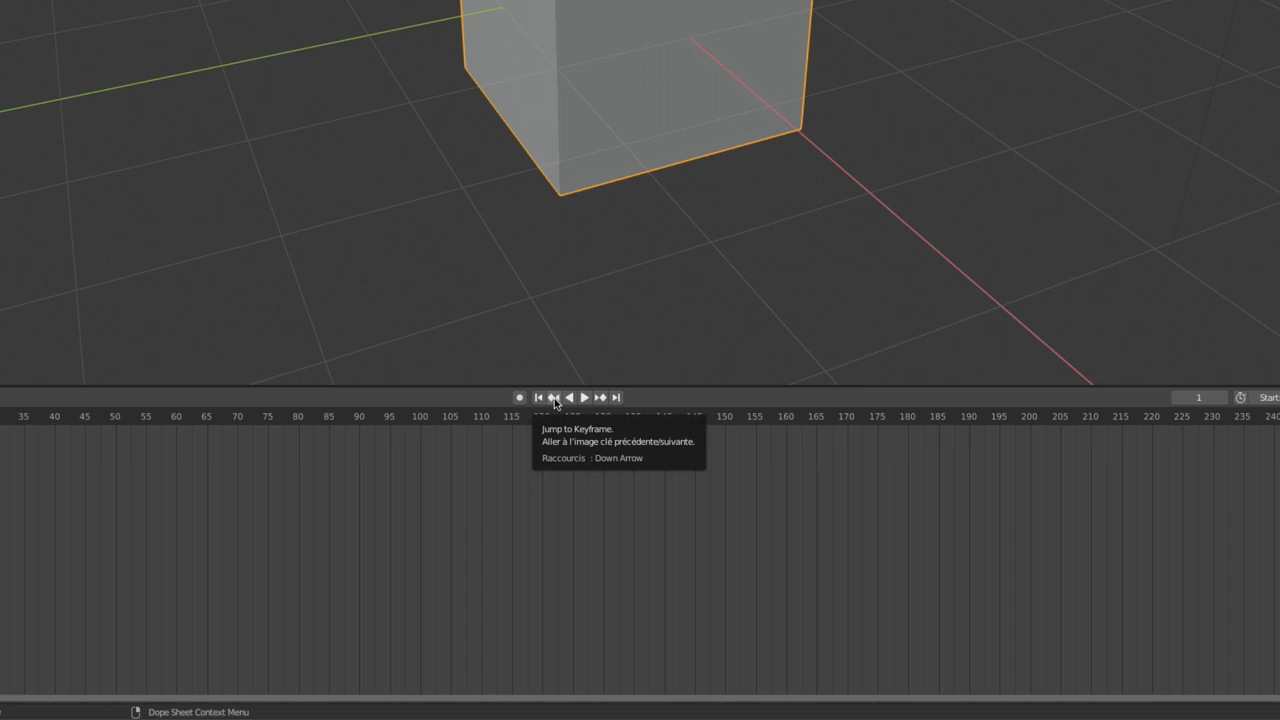 1 Start:
35 40 45 50 55 60 65 70 75 80 85 90 95 100 105 110 115 150 155 160 165 170 175 180 185 190 195 200 205 210 215 220 225 230 235 240
Jump to Keyframe.
Aller à l'image clé précédente/suivante.
Raccourcis : Down Arrow
Dope Sheet Context Menu